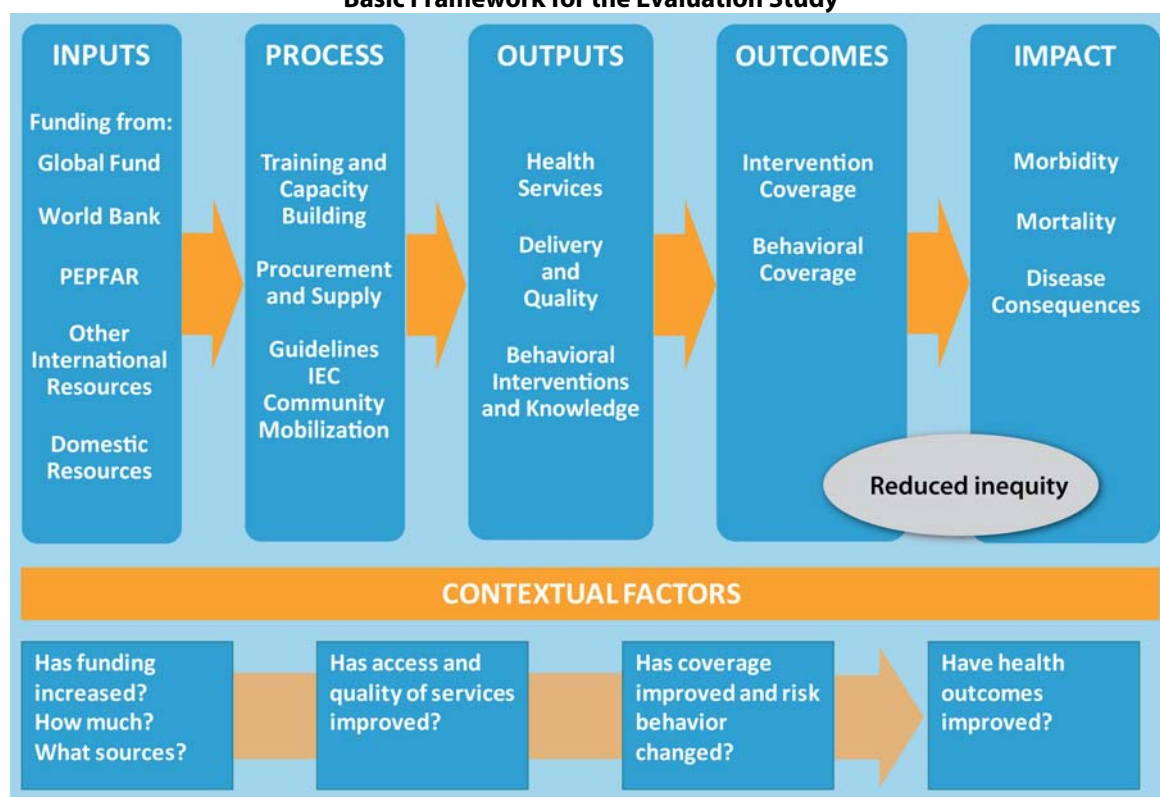 Basic Framework for the Evaluation Study
INPUTS
Funding from:
Global Fund
World Bank
PEPFAR
Other
International
Resources
Domestic
Resources
PROCESS
Training and
Capacity
Building
Procurement
and Supply
Guidelines
IEC
Community
Mobilization
OUTPUTS
Health
Services
Delivery
and
Quality
Behavioral
Interventions
and Knowledge
OUTCOMES
Intervention
Coverage
Behavioral
Coverage
IMPACT
Morbidity
Mortality
Disease
Consequences
Reduced inequity
CONTEXTUAL FACTORS
Has funding
increased?
How much?
What sources?
Has access and
quality of services
improved?
Has coverage
improved and risk
behavior
changed?
Have health
outcomes
improved?